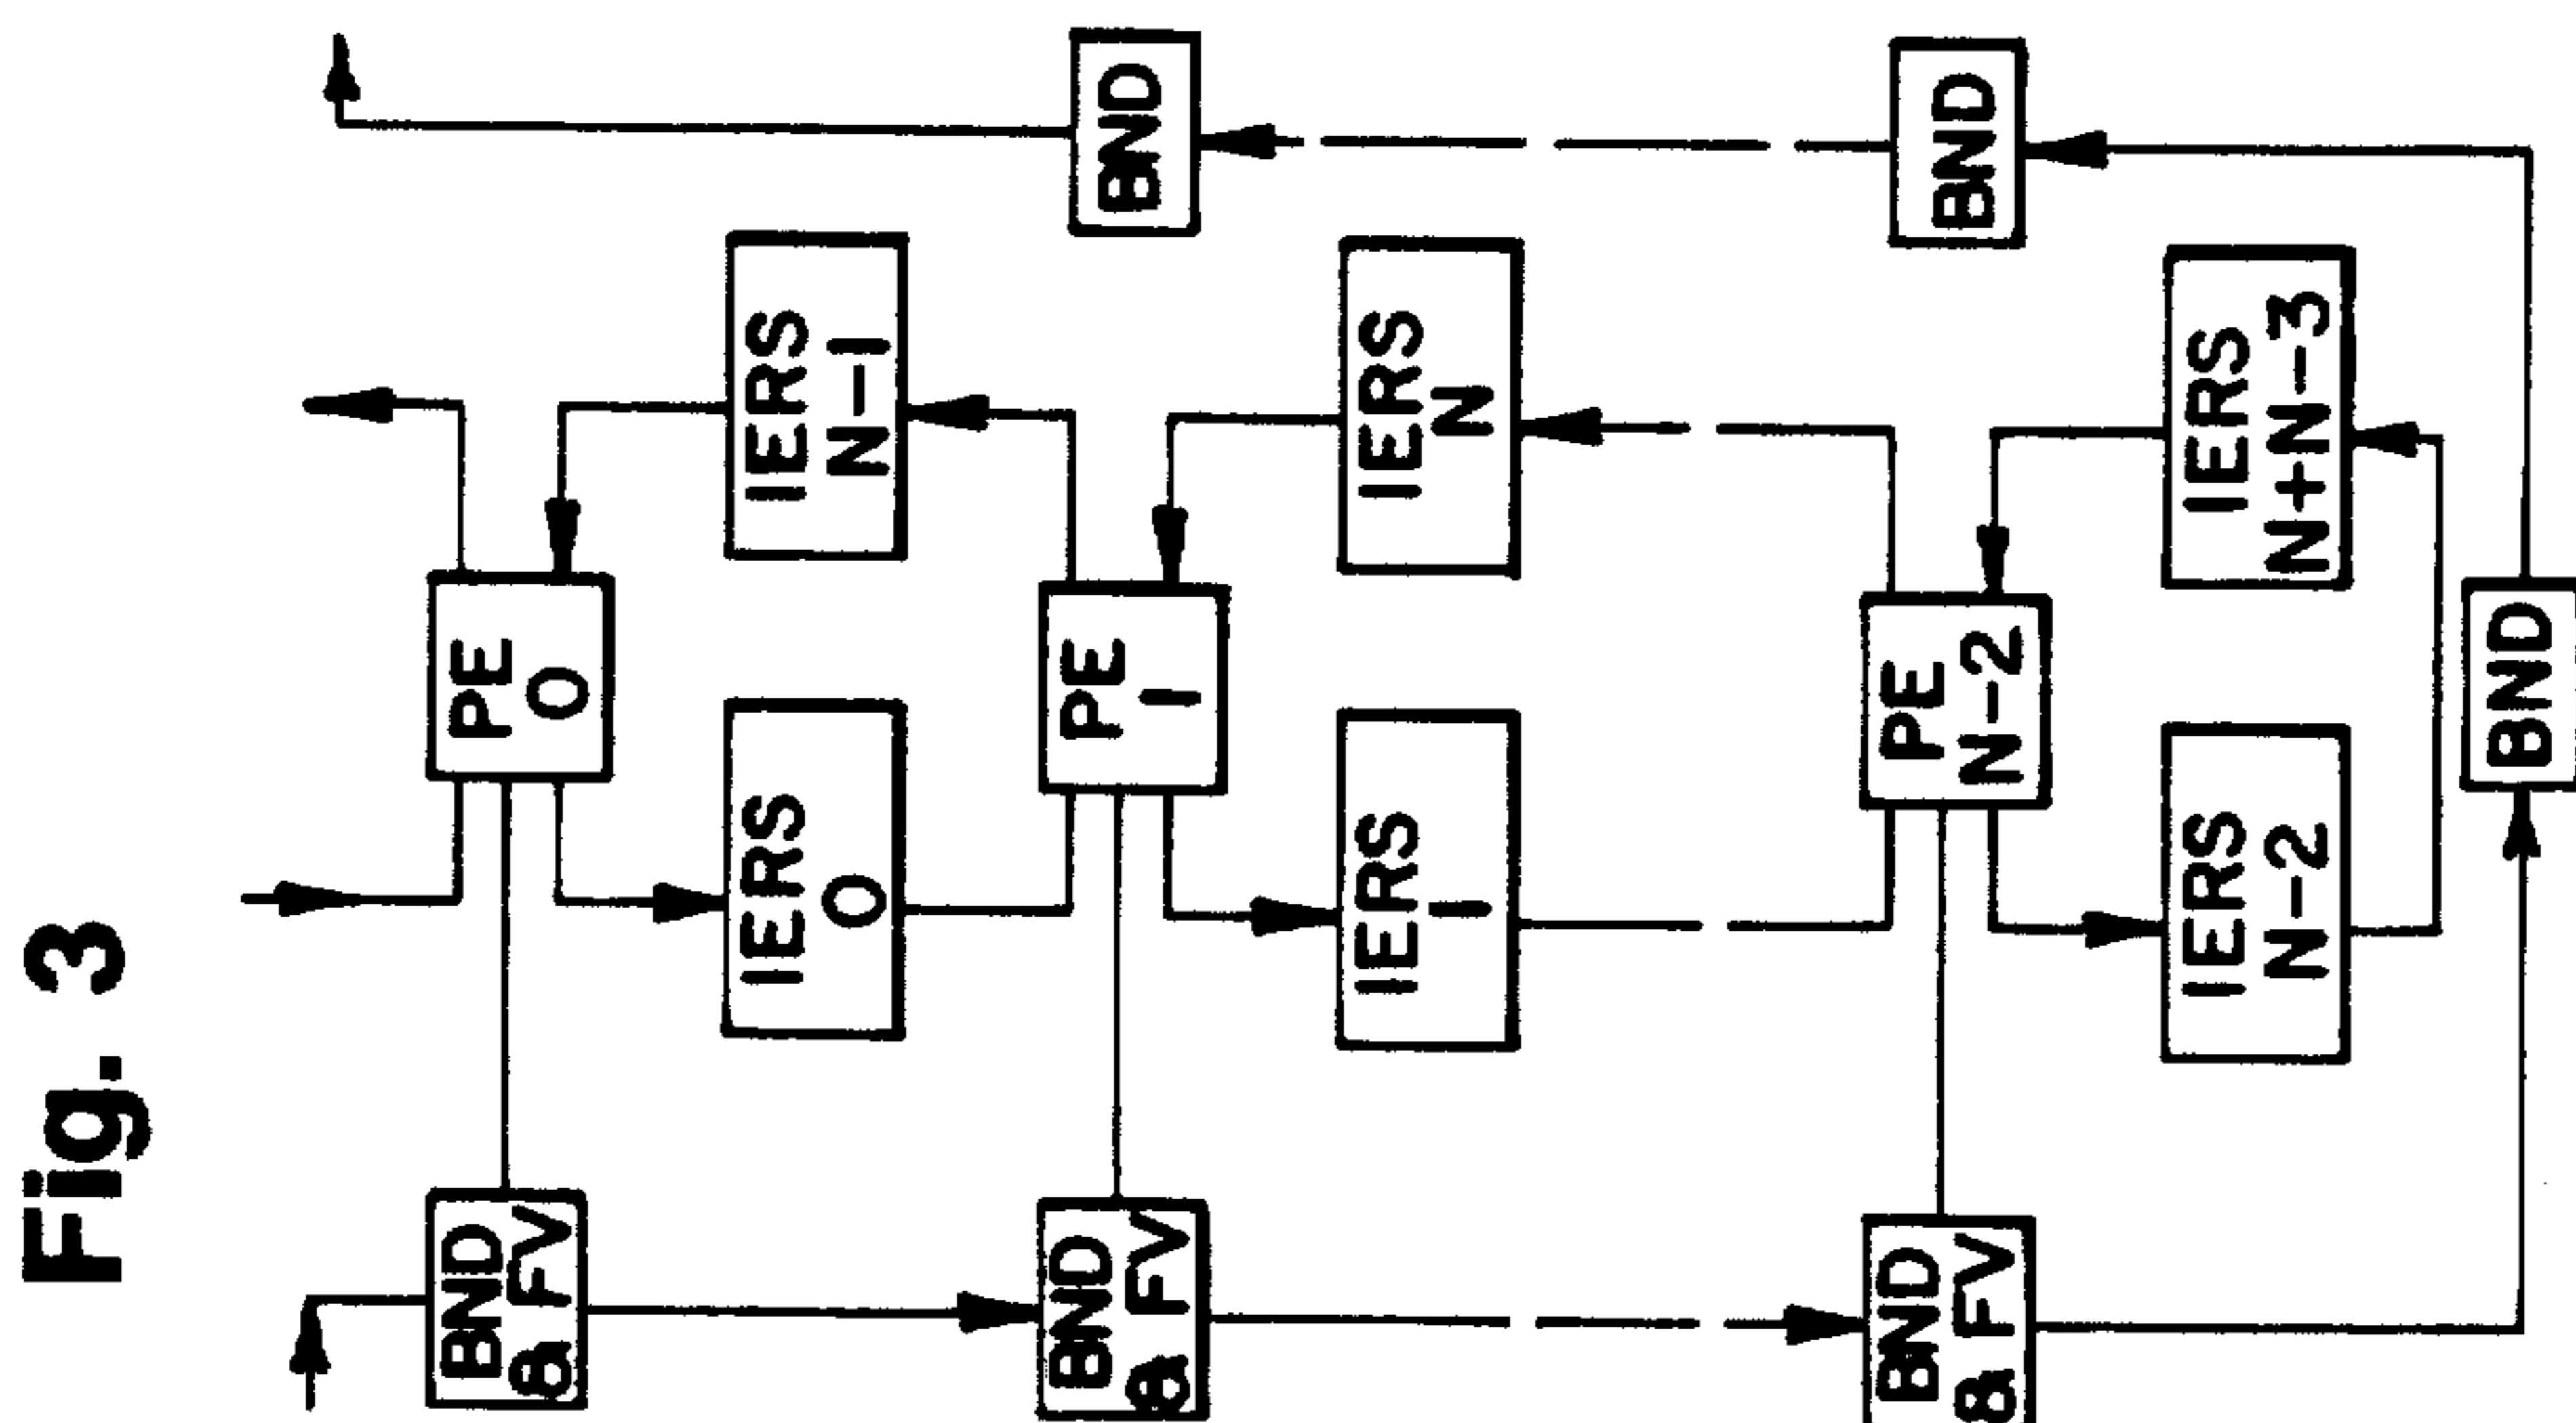 Fig. 3
BND
& FV
PE
0
IERS
0
IERS
N-1
BND
& FV
PE
1
BND
IERS
1
IERS
N
BND
& FV
PE
N-2
BND
IERS
N-2
IERS
N+N-3
BND